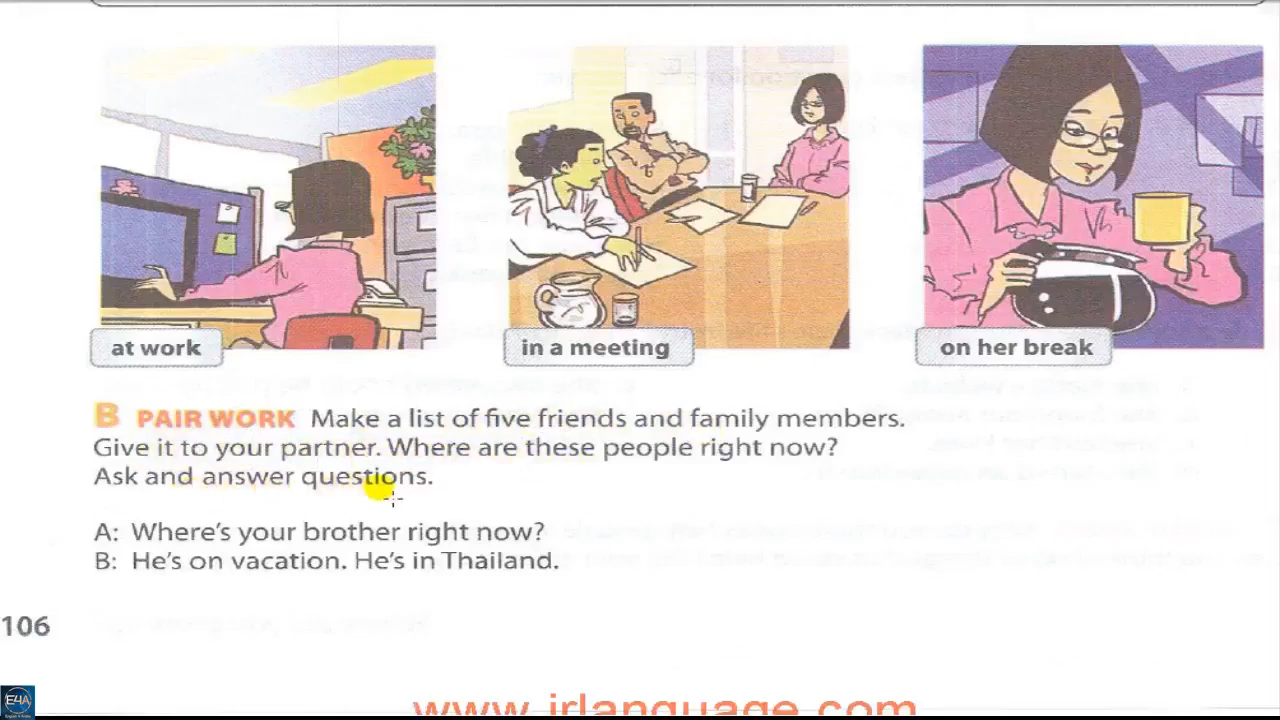 at work
in a meeting
on her break
B PAIR WORK Make a list of five friends and family members.
Give it to your partner. Where are these people right now?
Ask and answer questions.
A: Where's your brother right now?
B: He's on vacation. He's in Thailand.
106
E4A
www.irlanguage.com